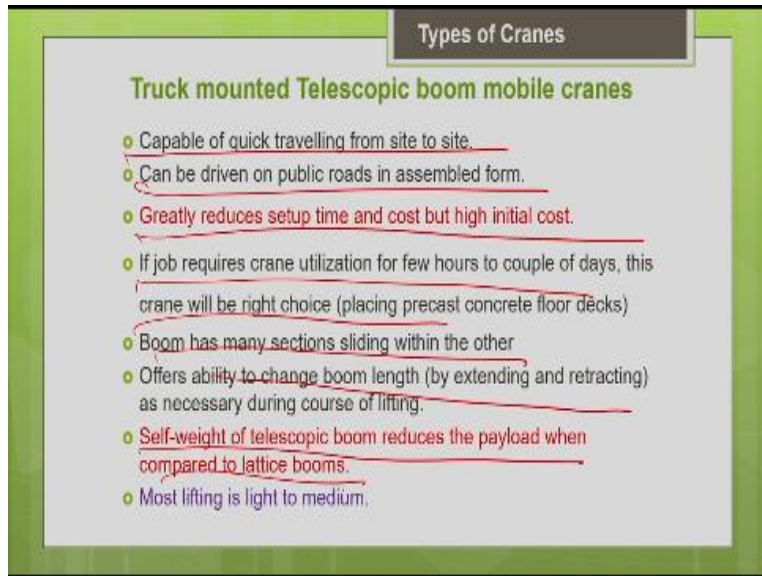 Types of Cranes
Truck mounted Telescopic boom mobile cranes
Capable of quick travelling from site to site.
Can be driven on public roads in assembled form.
Greatly reduces setup time and cost but high initial cost.
If job requires crane utilization for few hours to couple of days, this
crane will be right choice (placing precast concrete floor decks)
Boom has many sections sliding within the other
Offers ability to change boom length (by extending and retracting)
as necessary during course of lifting.
Self-weight of telescopic boom reduces the payload when
compared to lattice booms.
Most lifting is light to medium.